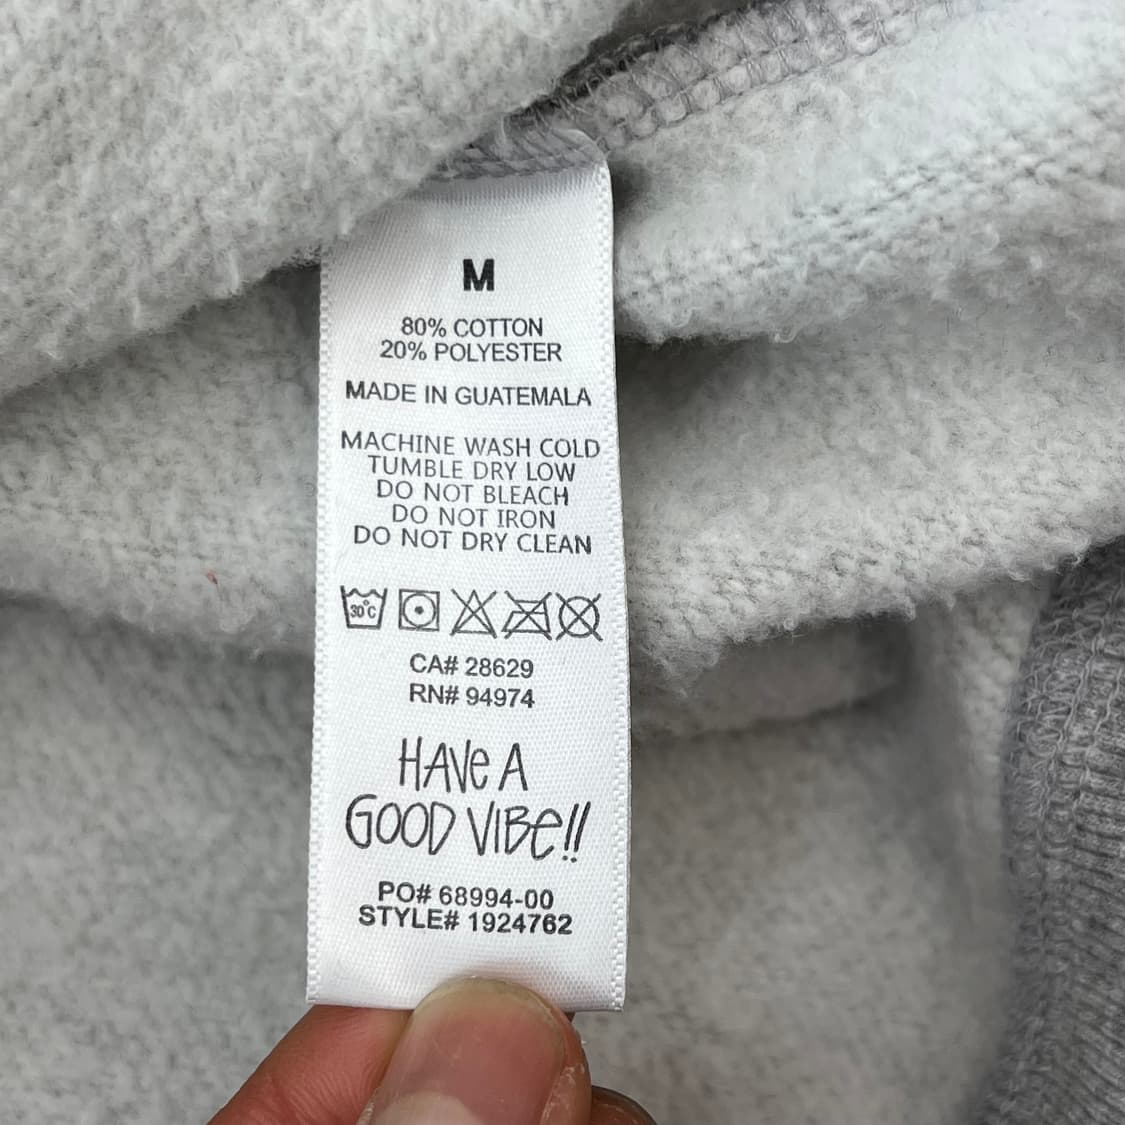 M
80% COTTON
20% POLYESTER
MADE IN GUATEMALA
MACHINE WASH COLD
TUMBLE DRY LOW
DO NOT BLEACH
DO NOT IRON
DO NOT DRY CLEAN
30°C
CA# 28629
RN# 94974
HAVe A
GOOD VIBe!!
PO# 68994-00
STYLE# 1924762